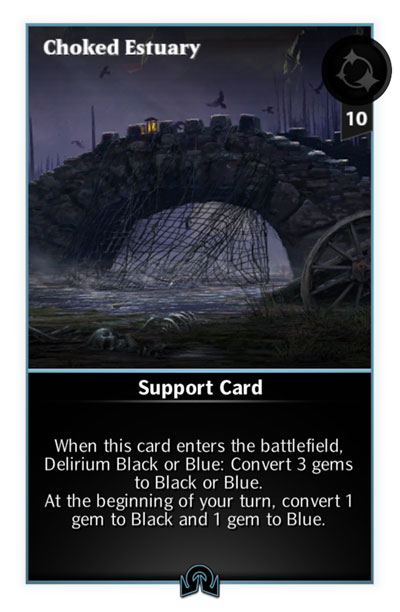 Choked Estuary
10
Support Card
When this card enters the battlefield,
Delirium Black or Blue: Convert 3 gems
to Black or Blue.
At the beginning of your turn, convert 1
gem to Black and 1 gem to Blue.